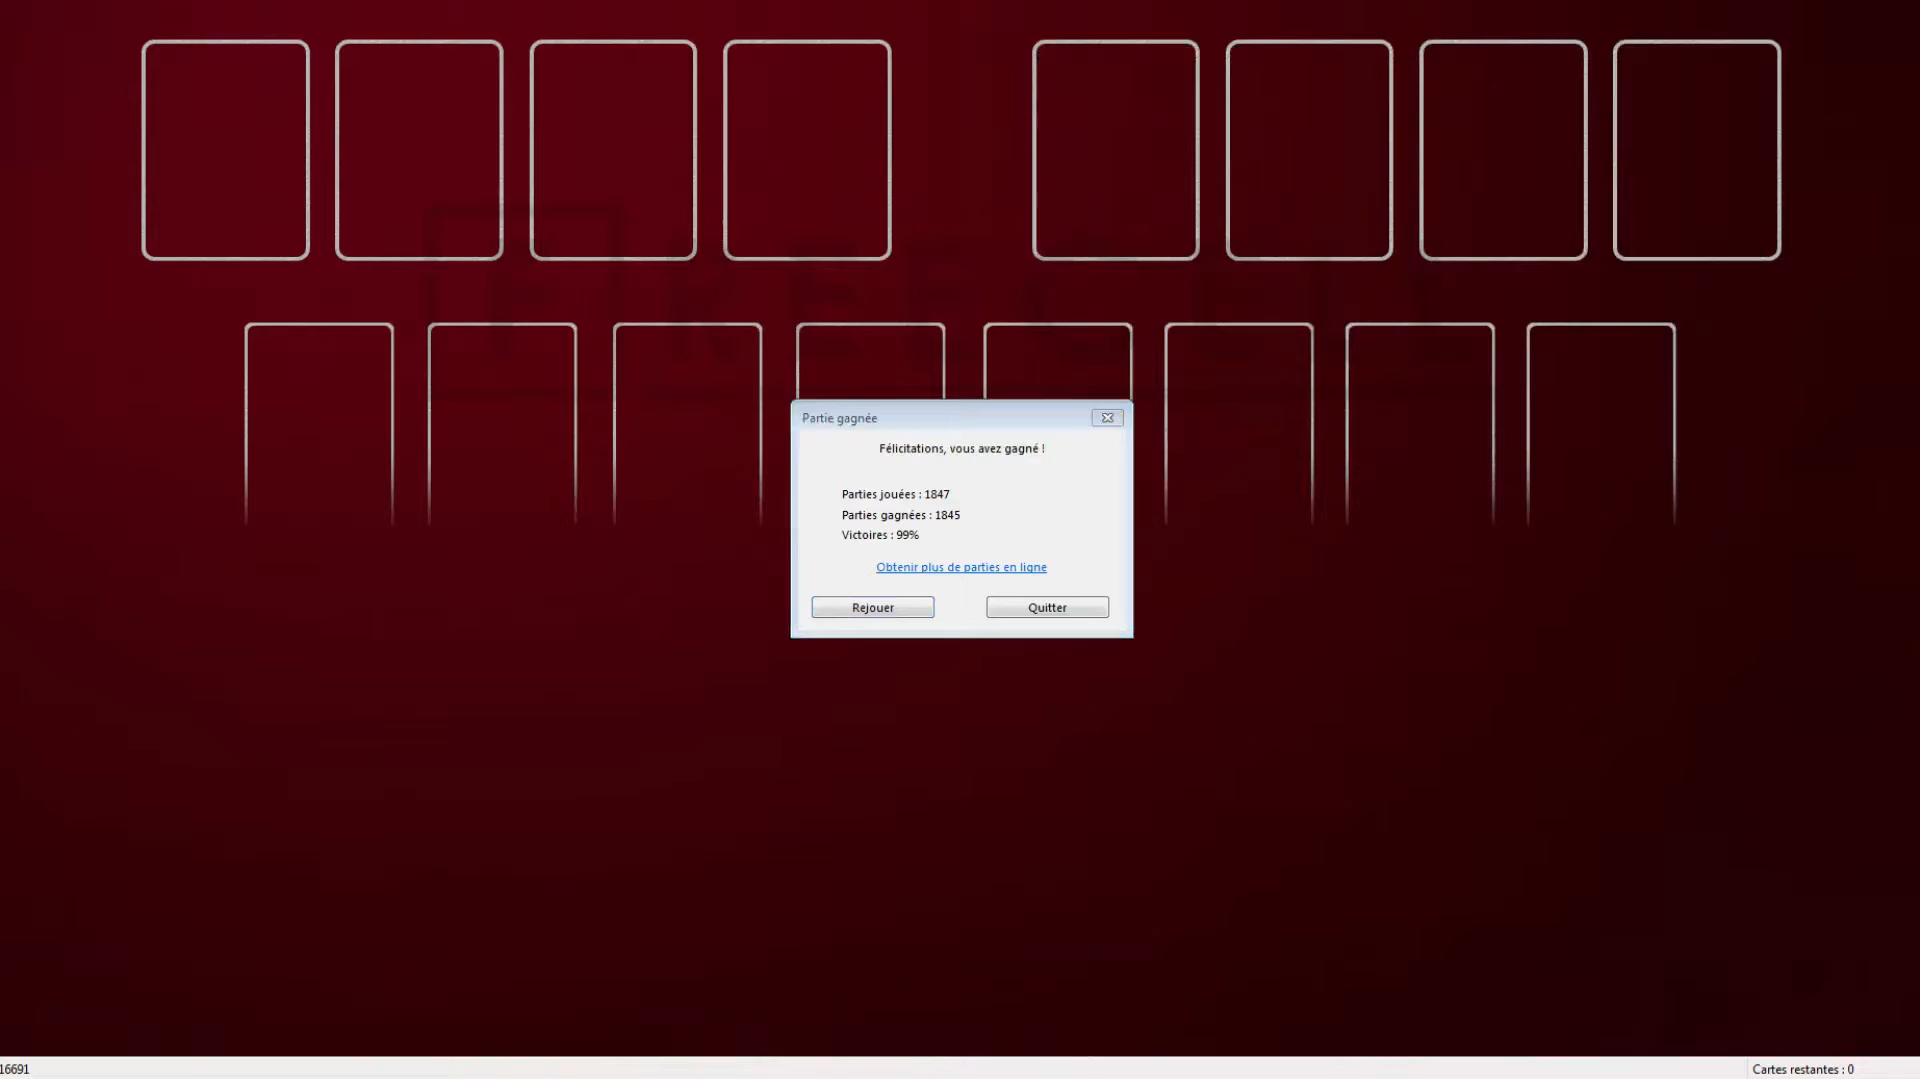 FREECELL
Partie gagnée
Félicitations, vous avez gagné !
Parties jouées : 1847
Parties gagnées : 1845
Victoires : 99%
Obtenir plus de parties en ligne
Rejouer
Quitter
16691
Cartes restantes : 0